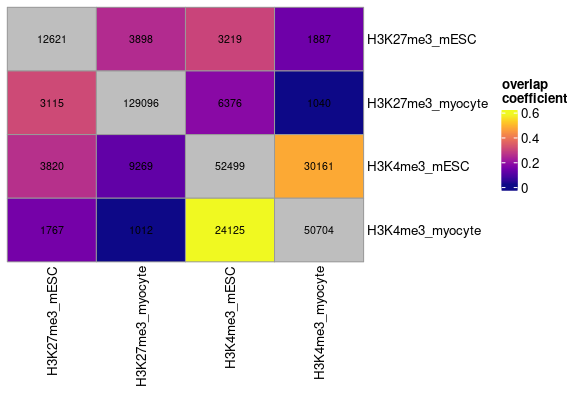 12621 3898 3219 1887 H3K27me3_mESC
overlap
coefficient
3115 129096 6376 1040 H3K27me3_myocyte
0.6
0.4
0.2
0
3820 9269 52499 30161 H3K4me3_mESC
1767 1012 24125 50704 H3K4me3_myocyte
H3K27me3_mESC
H3K27me3_myocyte
H3K4me3_mESC
H3K4me3_myocyte